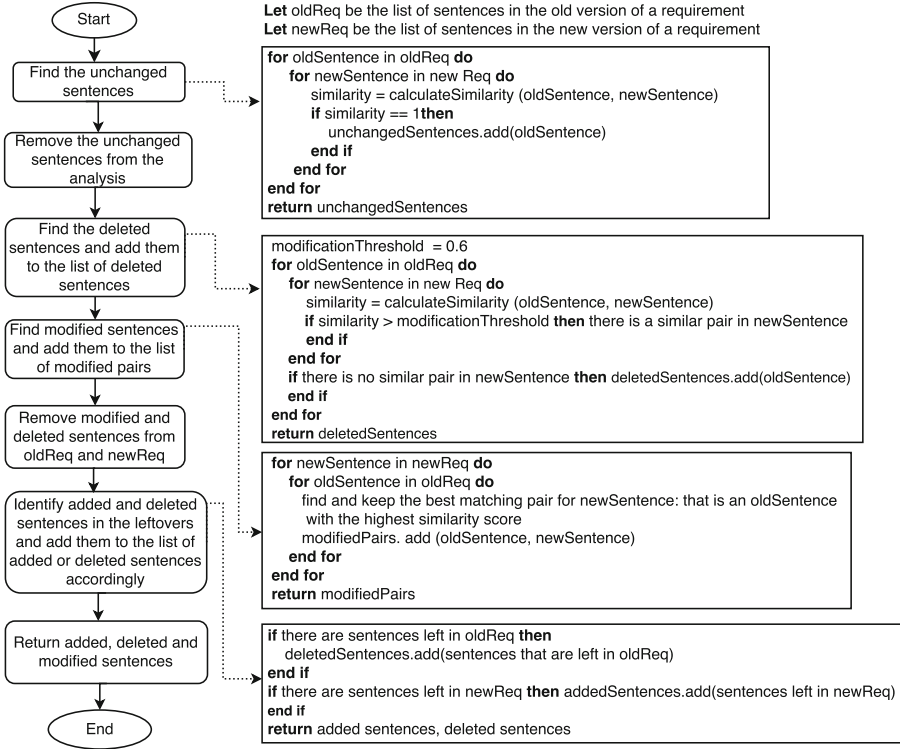 Start
Find the unchanged
sentences
Remove the unchanged
sentences from the
analysis
Find the deleted
sentences and add them
to the list of deleted
sentences
Find modified sentences
and add them to the list
of modified pairs
Remove modified and
deleted sentences from
oldReq and newReq
Identify added and deleted
sentences in the leftovers
and add them to the list of
added or deleted sentences
accordingly
Return added, deleted and
modified sentences
End
Let oldReq be the list of sentences in the old version of a requirement
Let newReq be the list of sentences in the new version of a requirement
for oldSentence in oldReq do
for newSentence in new Req do
similarity = calculateSimilarity (oldSentence, newSentence)
if similarity == 1then
unchangedSentences.add(oldSentence)
end if
end for
end for
return unchangedSentences
modificationThreshold = 0.6
for oldSentence in oldReq do
for newSentence in new Req do
similarity = calculateSimilarity (oldSentence, newSentence)
if similarity > modificationThreshold then there is a similar pair in newSentence
end if
end for
if there is no similar pair in newSentence then deletedSentences.add(oldSentence)
end if
end for
return deletedSentences
for newSentence in newReq do
for oldSentence in oldReq do
find and keep the best matching pair for newSentence: that is an oldSentence
with the highest similarity score
modifiedPairs. add (oldSentence, newSentence)
end for
end for
return modifiedPairs
if there are sentences left in oldReq then
deletedSentences.add(sentences that are left in oldReq)
end if
if there are sentences left in newReq then addedSentences.add(sentences left in newReq)
end if
return added sentences, deleted sentences